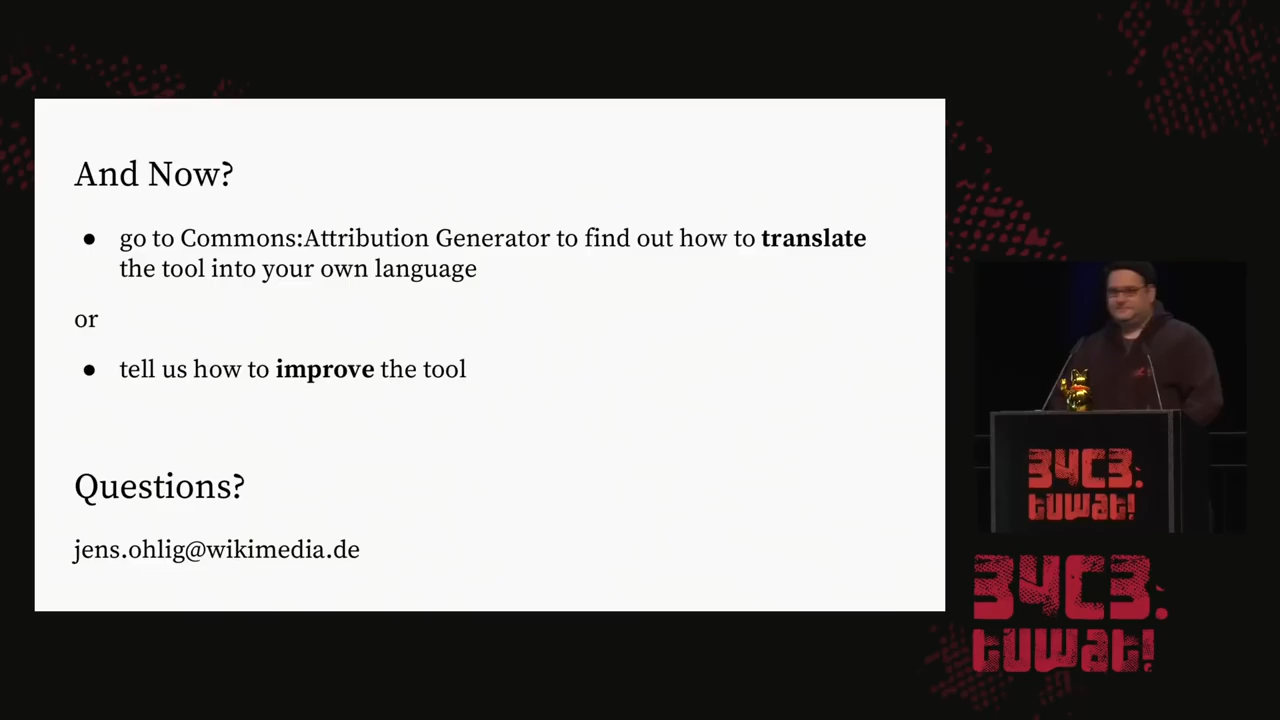 And Now?
● go to Commons:Attribution Generator to find out how to translate
the tool into your own language
or
● tell us how to improve the tool
Questions?
jens.ohlig@wikimedia.de
34C3.
tuwat!
34C3.
tuwat!